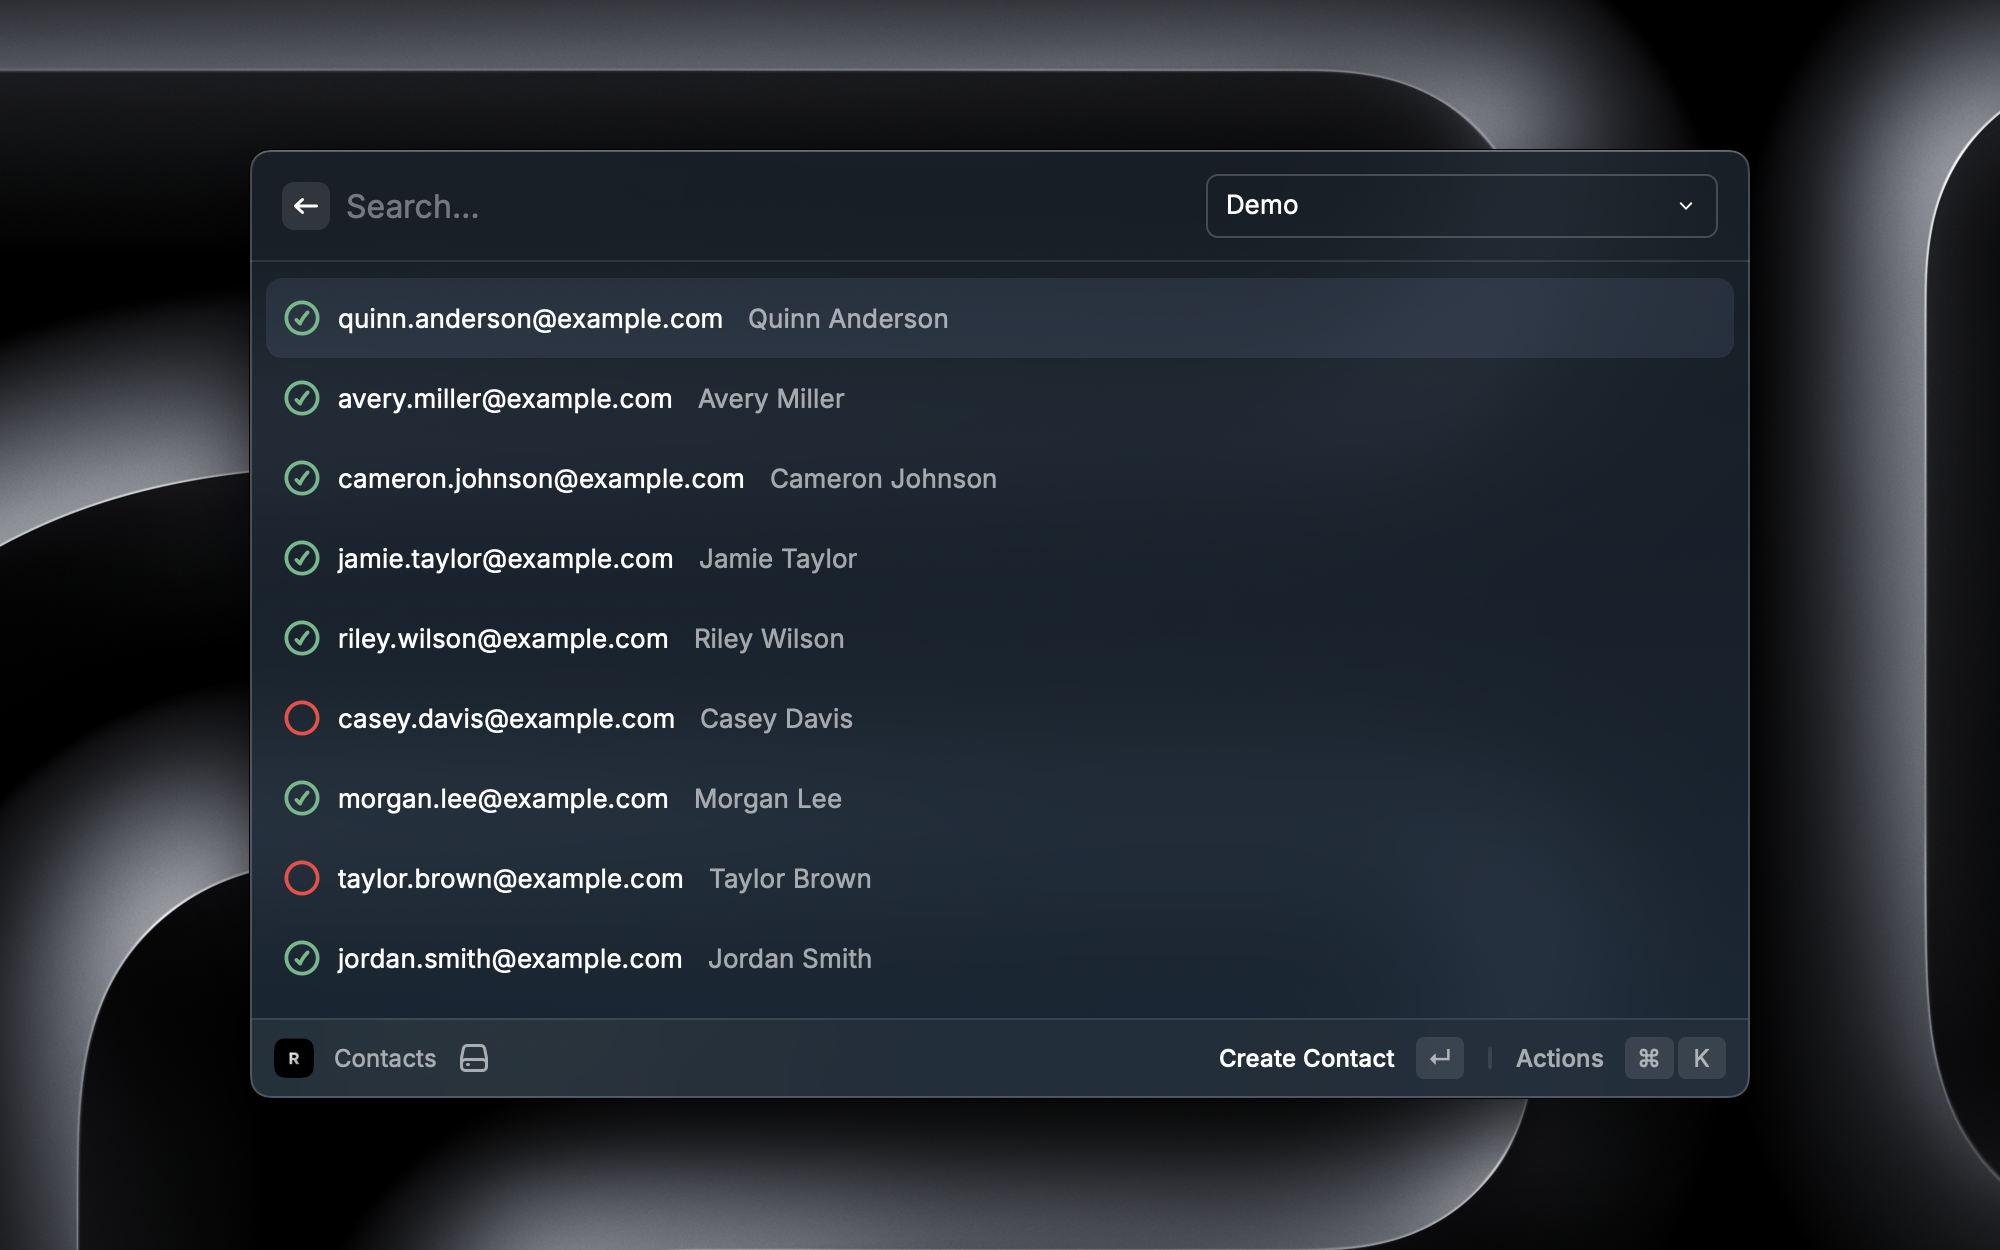 Search...
Demo
quinn.anderson@example.com Quinn Anderson
avery.miller@example.com Avery Miller
cameron.johnson@example.com Cameron Johnson
jamie.taylor@example.com Jamie Taylor
riley.wilson@example.com Riley Wilson
casey.davis@example.com Casey Davis
morgan.lee@example.com Morgan Lee
taylor.brown@example.com Taylor Brown
jordan.smith@example.com Jordan Smith
R Contacts Create Contact ↵ Actions ⌘ K